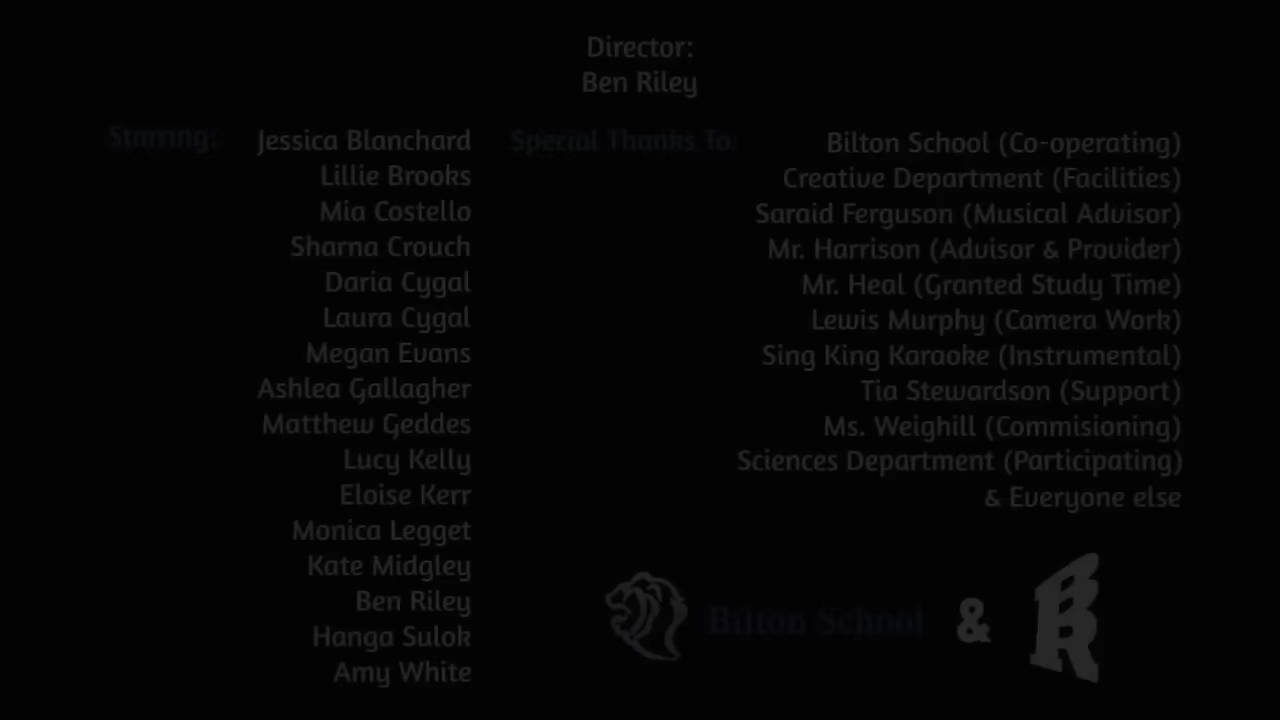 Director:
Ben Riley
Starring:
Jessica Blanchard
Lillie Brooks
Mia Costello
Sharna Crouch
Daria Cygal
Laura Cygal
Megan Evans
Ashlea Gallagher
Matthew Geddes
Lucy Kelly
Eloise Kerr
Monica Legget
Kate Midgley
Ben Riley
Hanga Sulok
Amy White
Special Thanks To:
Bilton School (Co-operating)
Creative Department (Facilities)
Saraid Ferguson (Musical Advisor)
Mr. Harrison (Advisor & Provider)
Mr. Heal (Granted Study Time)
Lewis Murphy (Camera Work)
Sing King Karaoke (Instrumental)
Tia Stewardson (Support)
Ms. Weighill (Commisioning)
Sciences Department (Participating)
& Everyone else
Bilton School & BR